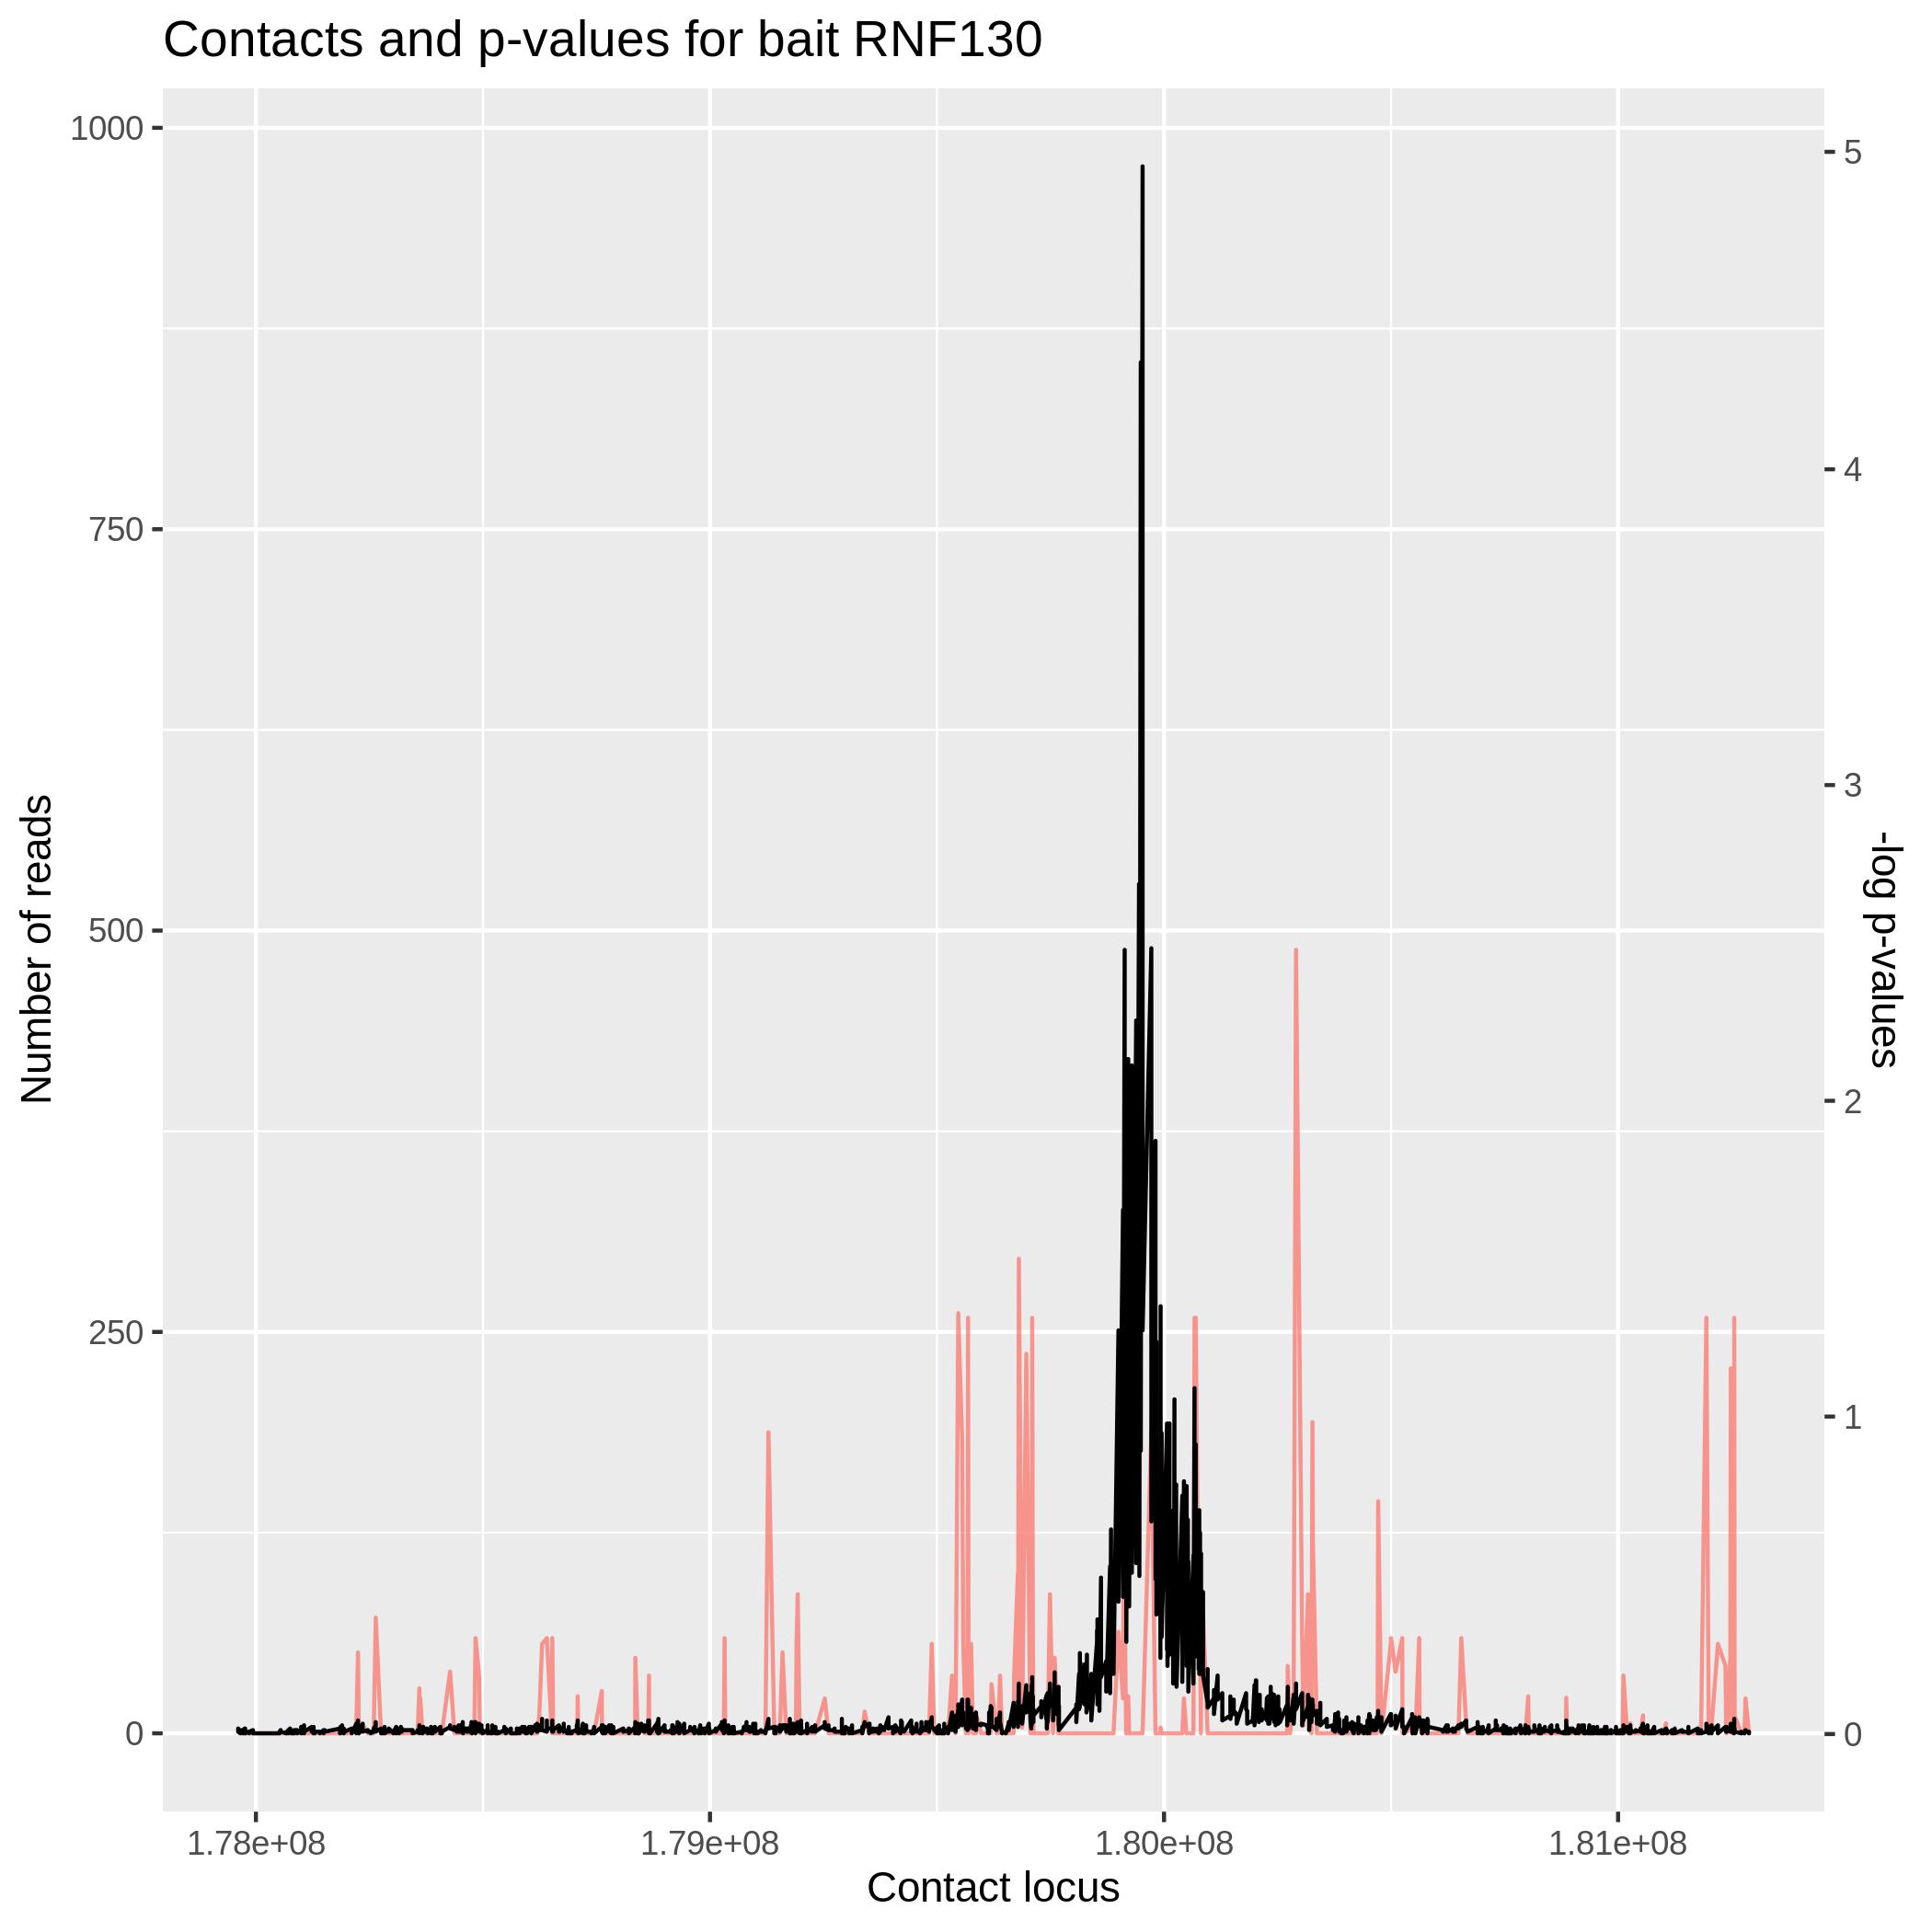 Contacts and p-values for bait RNF130
1000
750
500
250
0
Number of reads
5
4
3
2
1
0
-log p-values
1.78e+08
1.79e+08
1.80e+08
1.81e+08
Contact locus